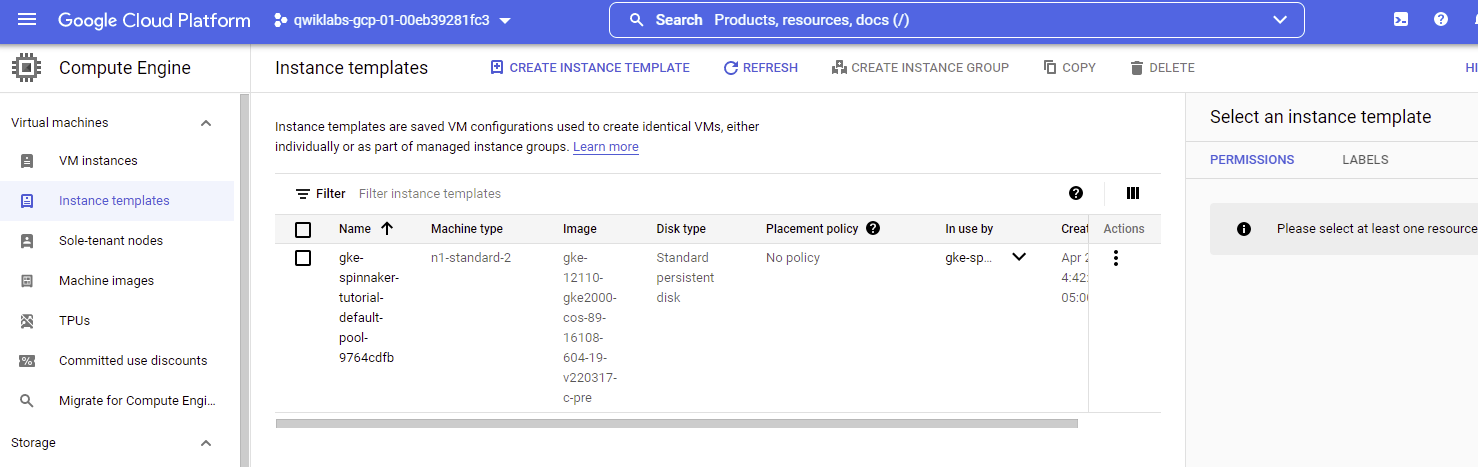 Google Cloud Platform
qwiklabs-gcp-01-00eb39281fc3
Search Products, resources, docs (/)
Compute Engine
Instance templates
CREATE INSTANCE TEMPLATE
REFRESH
CREATE INSTANCE GROUP
COPY
DELETE
HI
Virtual machines
VM instances
Instance templates
Sole-tenant nodes
Machine images
TPUs
Committed use discounts
Migrate for Compute Engi...
Storage
Instance templates are saved VM configurations used to create identical VMs, either
individually or as part of managed instance groups. Learn more
Filter Filter instance templates
Name
Machine type
Image
Disk type
Placement policy
In use by
Creat
Actions
gke-
spinnaker-
tutorial-
default-
pool-
9764cdfb
n1-standard-2
gke-
12110-
gke2000-
cos-89-
16108-
604-19-
v220317-
c-pre
Standard
persistent
disk
No policy
gke-sp...
Apr 2
4:42:
05:00
Select an instance template
PERMISSIONS
LABELS
Please select at least one resource